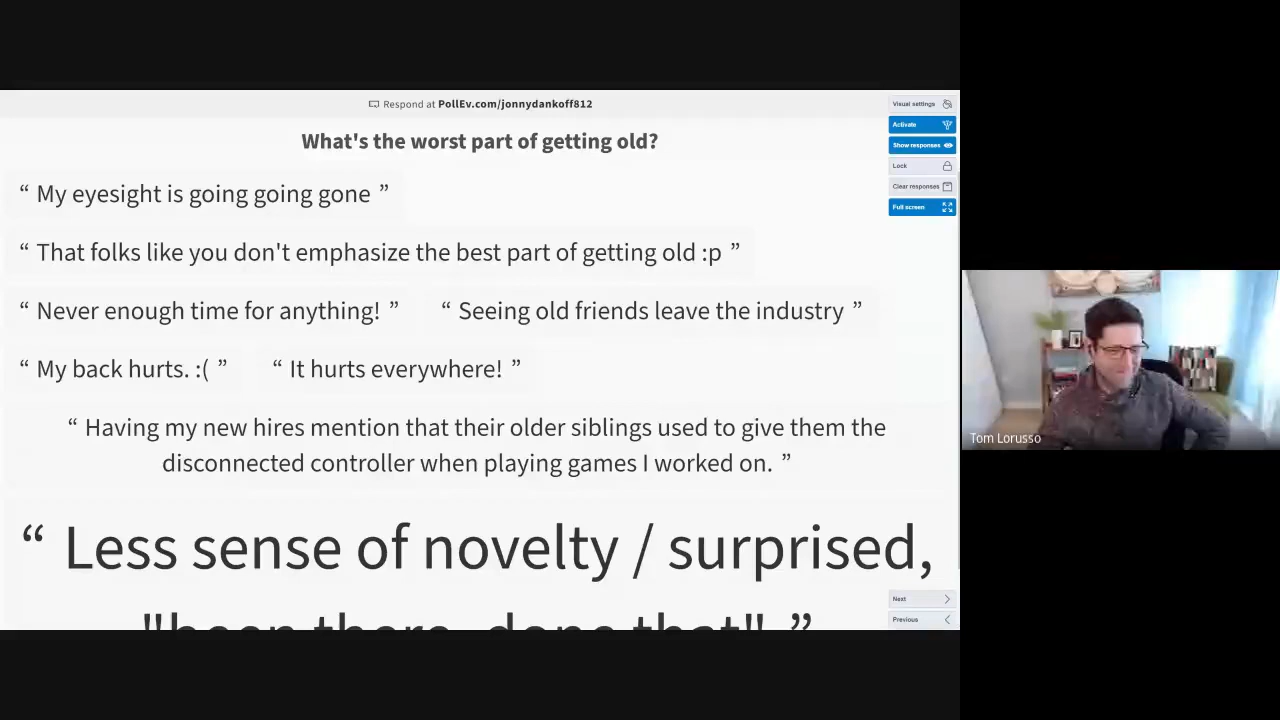 Respond at PollEv.com/jonnydankoff812
What's the worst part of getting old?
“ My eyesight is going going gone ”
“ That folks like you don't emphasize the best part of getting old :p ”
“ Never enough time for anything! ” “ Seeing old friends leave the industry ”
“ My back hurts. :( ” “ It hurts everywhere! ”
“ Having my new hires mention that their older siblings used to give them the
disconnected controller when playing games I worked on. ”
“ Less sense of novelty / surprised,
"been there, done that" ”
Visual settings
Activate
Show responses
Lock
Clear responses
Full screen
Next
Previous
Tom Lorusso